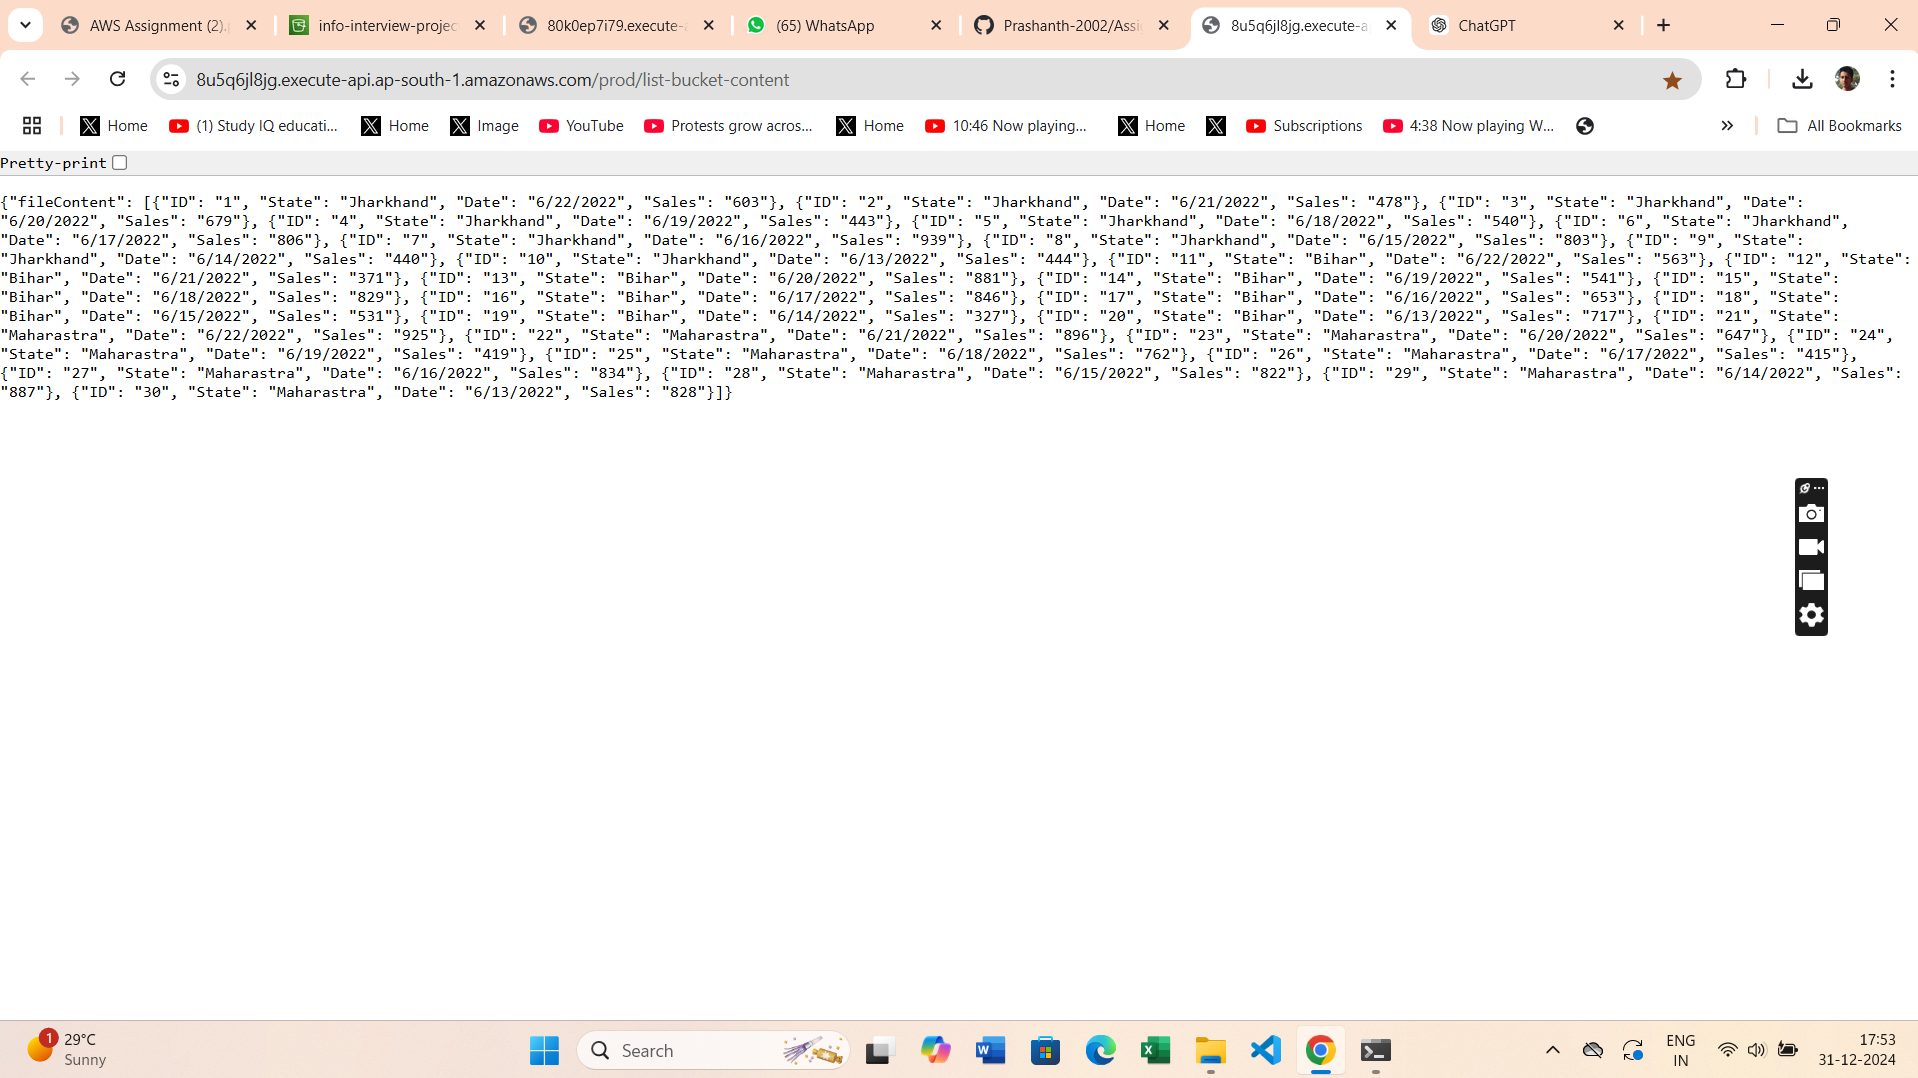 AWS Assignment (2).p
info-interview-projec
80k0ep7i79.execute-a
(65) WhatsApp
Prashanth-2002/Assig
8u5q6jl8jg.execute-ap
ChatGPT
8u5q6jl8jg.execute-api.ap-south-1.amazonaws.com/prod/list-bucket-content
Home
(1) Study IQ educati...
Home
Image
YouTube
Protests grow acros...
Home
10:46 Now playing...
Home
Subscriptions
4:38 Now playing W...
All Bookmarks
Pretty-print
{"fileContent": [{"ID": "1", "State": "Jharkhand", "Date": "6/22/2022", "Sales": "603"}, {"ID": "2", "State": "Jharkhand", "Date": "6/21/2022", "Sales": "478"}, {"ID": "3", "State": "Jharkhand", "Date":
"6/20/2022", "Sales": "679"}, {"ID": "4", "State": "Jharkhand", "Date": "6/19/2022", "Sales": "443"}, {"ID": "5", "State": "Jharkhand", "Date": "6/18/2022", "Sales": "540"}, {"ID": "6", "State": "Jharkhand",
"Date": "6/17/2022", "Sales": "806"}, {"ID": "7", "State": "Jharkhand", "Date": "6/16/2022", "Sales": "939"}, {"ID": "8", "State": "Jharkhand", "Date": "6/15/2022", "Sales": "803"}, {"ID": "9", "State":
"Jharkhand", "Date": "6/14/2022", "Sales": "440"}, {"ID": "10", "State": "Jharkhand", "Date": "6/13/2022", "Sales": "444"}, {"ID": "11", "State": "Bihar", "Date": "6/22/2022", "Sales": "563"}, {"ID": "12", "State":
"Bihar", "Date": "6/21/2022", "Sales": "371"}, {"ID": "13", "State": "Bihar", "Date": "6/20/2022", "Sales": "881"}, {"ID": "14", "State": "Bihar", "Date": "6/19/2022", "Sales": "541"}, {"ID": "15", "State":
"Bihar", "Date": "6/18/2022", "Sales": "829"}, {"ID": "16", "State": "Bihar", "Date": "6/17/2022", "Sales": "846"}, {"ID": "17", "State": "Bihar", "Date": "6/16/2022", "Sales": "653"}, {"ID": "18", "State":
"Bihar", "Date": "6/15/2022", "Sales": "531"}, {"ID": "19", "State": "Bihar", "Date": "6/14/2022", "Sales": "327"}, {"ID": "20", "State": "Bihar", "Date": "6/13/2022", "Sales": "717"}, {"ID": "21", "State":
"Maharastra", "Date": "6/22/2022", "Sales": "925"}, {"ID": "22", "State": "Maharastra", "Date": "6/21/2022", "Sales": "896"}, {"ID": "23", "State": "Maharastra", "Date": "6/20/2022", "Sales": "647"}, {"ID": "24",
"State": "Maharastra", "Date": "6/19/2022", "Sales": "419"}, {"ID": "25", "State": "Maharastra", "Date": "6/18/2022", "Sales": "762"}, {"ID": "26", "State": "Maharastra", "Date": "6/17/2022", "Sales": "415"},
{"ID": "27", "State": "Maharastra", "Date": "6/16/2022", "Sales": "834"}, {"ID": "28", "State": "Maharastra", "Date": "6/15/2022", "Sales": "822"}, {"ID": "29", "State": "Maharastra", "Date": "6/14/2022", "Sales":
"887"}, {"ID": "30", "State": "Maharastra", "Date": "6/13/2022", "Sales": "828"}]}
1
29°C
Sunny
Search
ENG
IN
17:53
31-12-2024